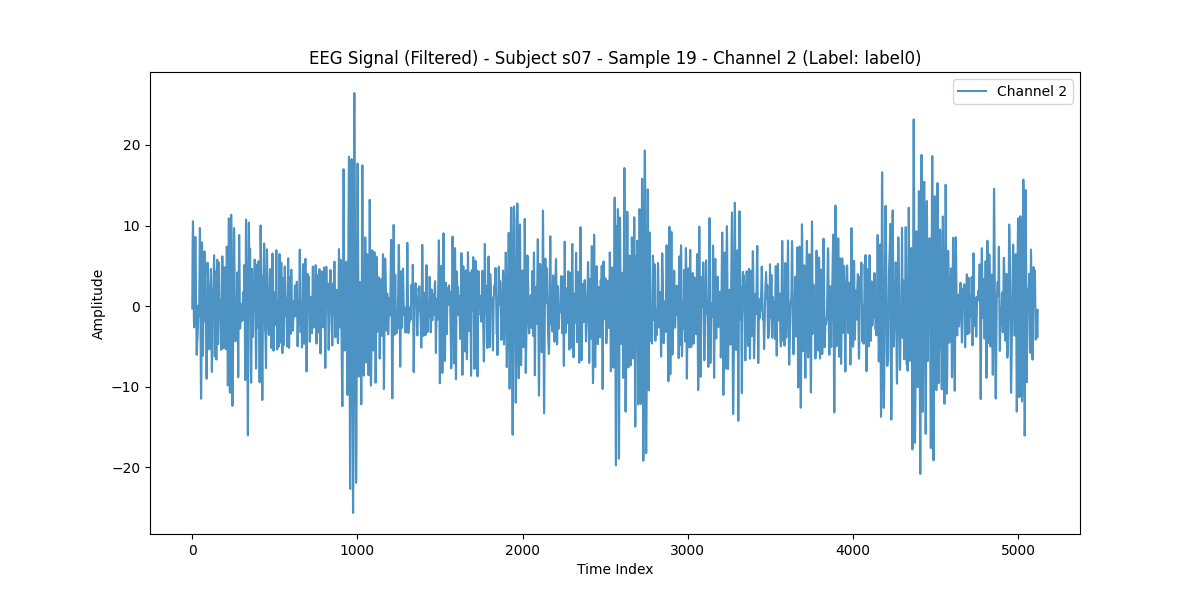 EEG Signal (Filtered) - Subject s07 - Sample 19 - Channel 2 (Label: label0)
Channel 2
20
10
0
−10
−20
Amplitude
0 1000 2000 3000 4000 5000
Time Index